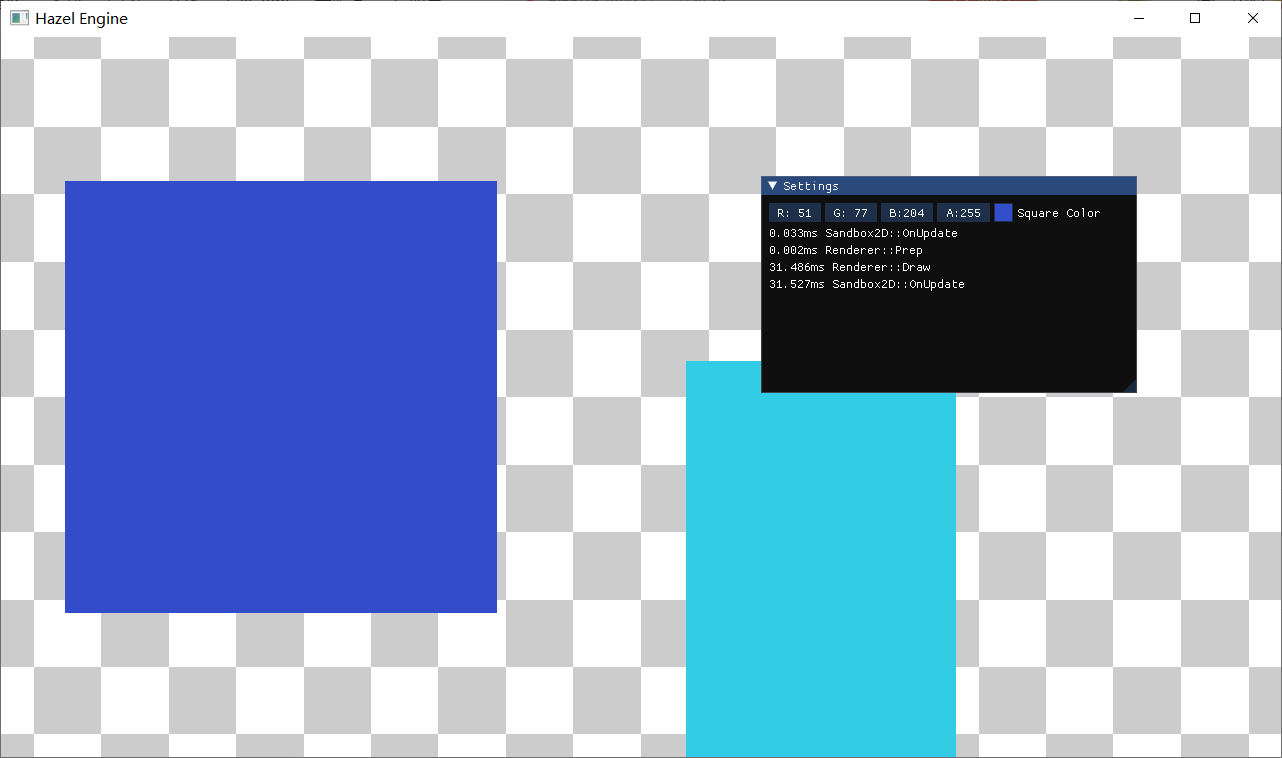 Hazel Engine
Settings
R: 51 G: 77 B:204 A:255 Square Color
0.033ms Sandbox2D::OnUpdate
0.002ms Renderer::Prep
31.486ms Renderer::Draw
31.527ms Sandbox2D::OnUpdate